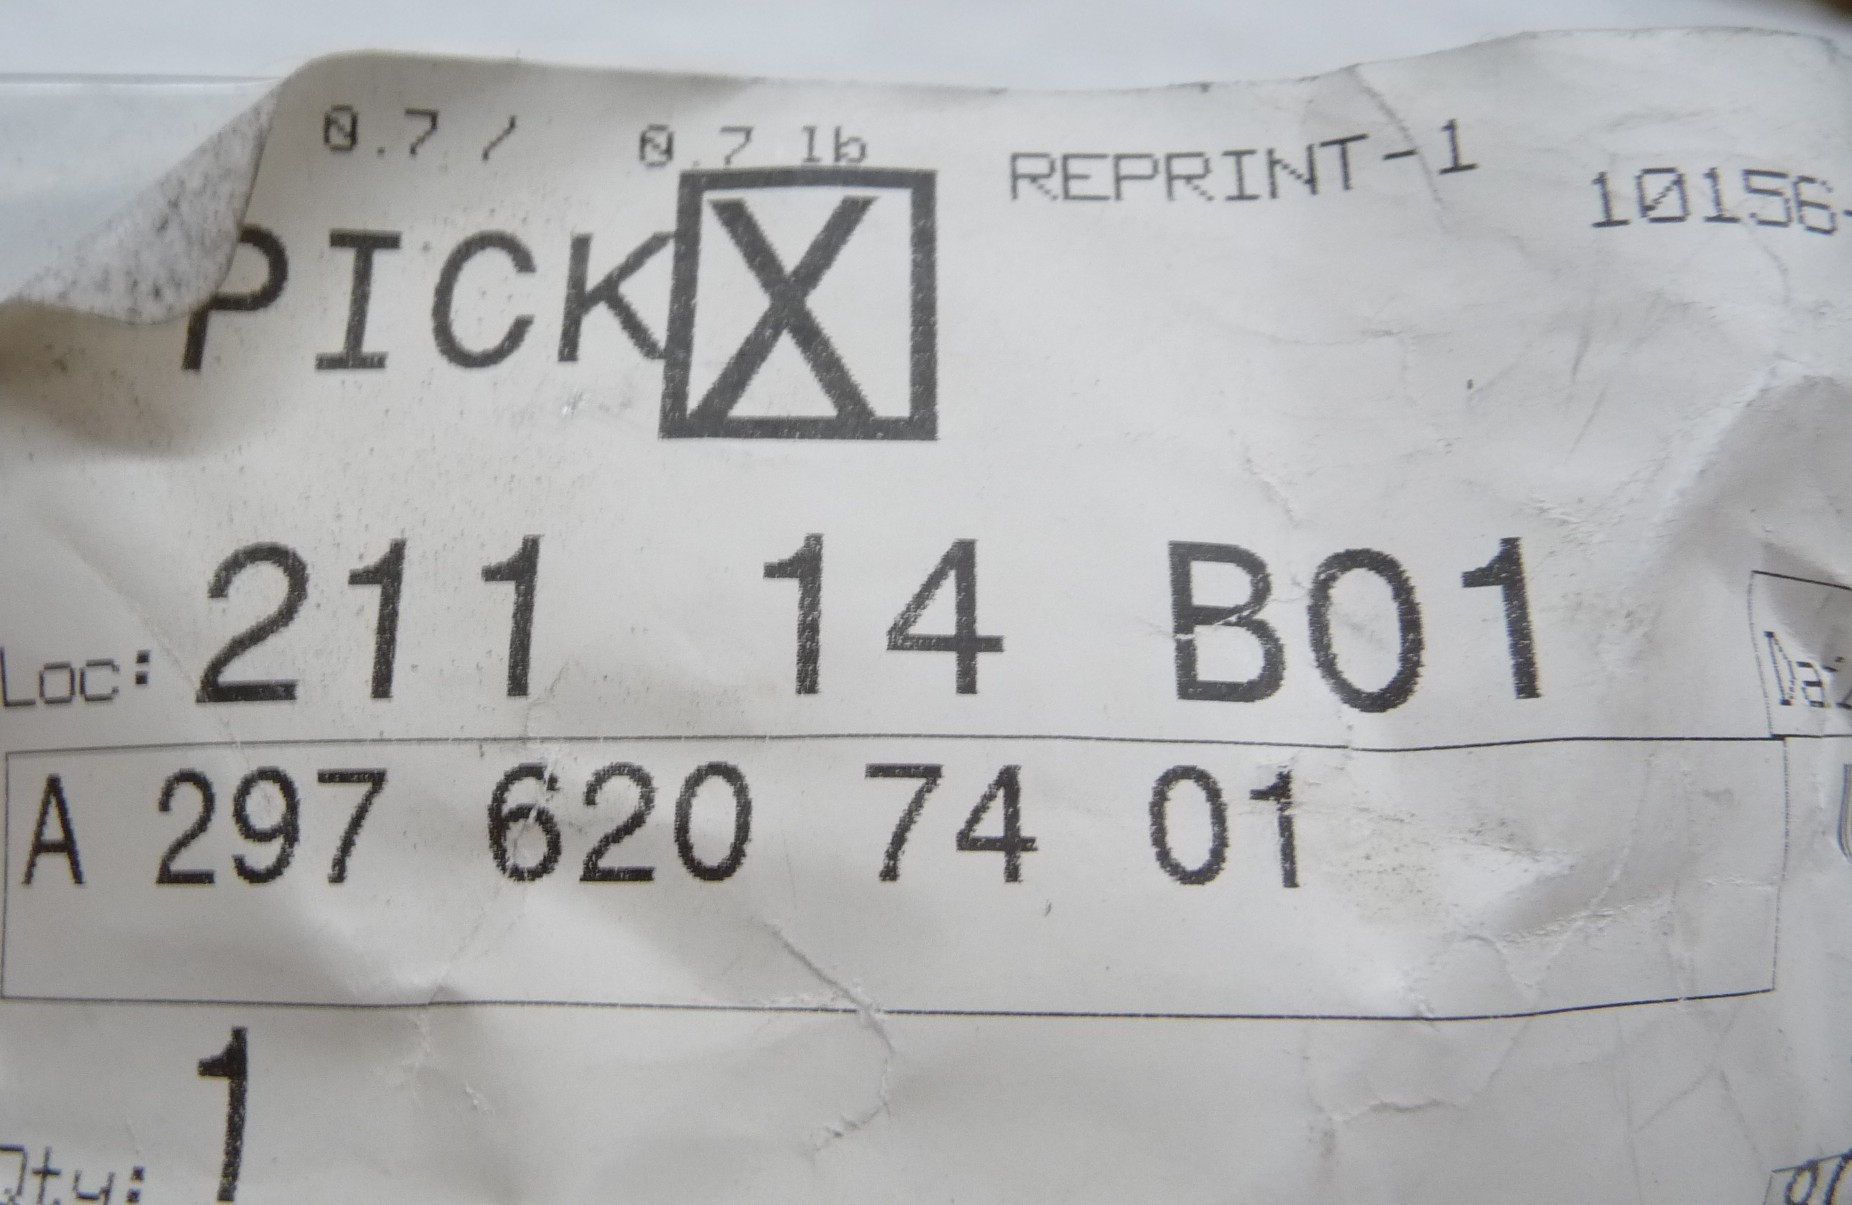 0.7 / 0.7 lb REPRINT-1 10156-
PICK X
Loc: 211 14 B01
A 297 620 74 01
Qty: 1